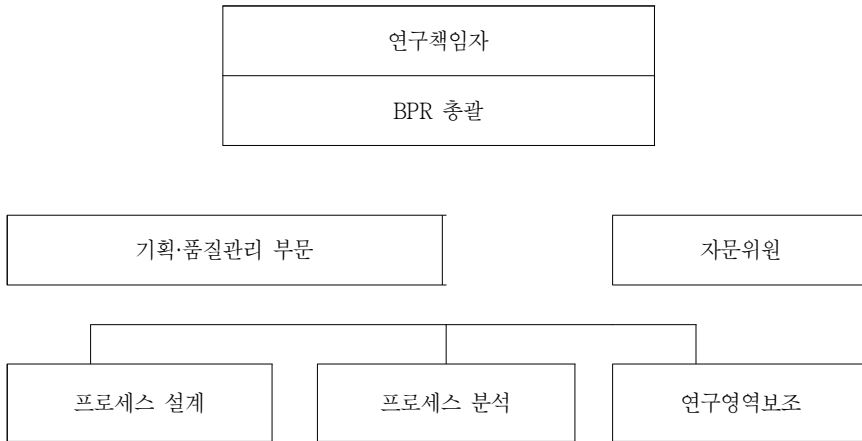 연구책임자
BPR 총괄
기획·품질관리 부문
자문위원
프로세스 설계
프로세스 분석
연구영역보조